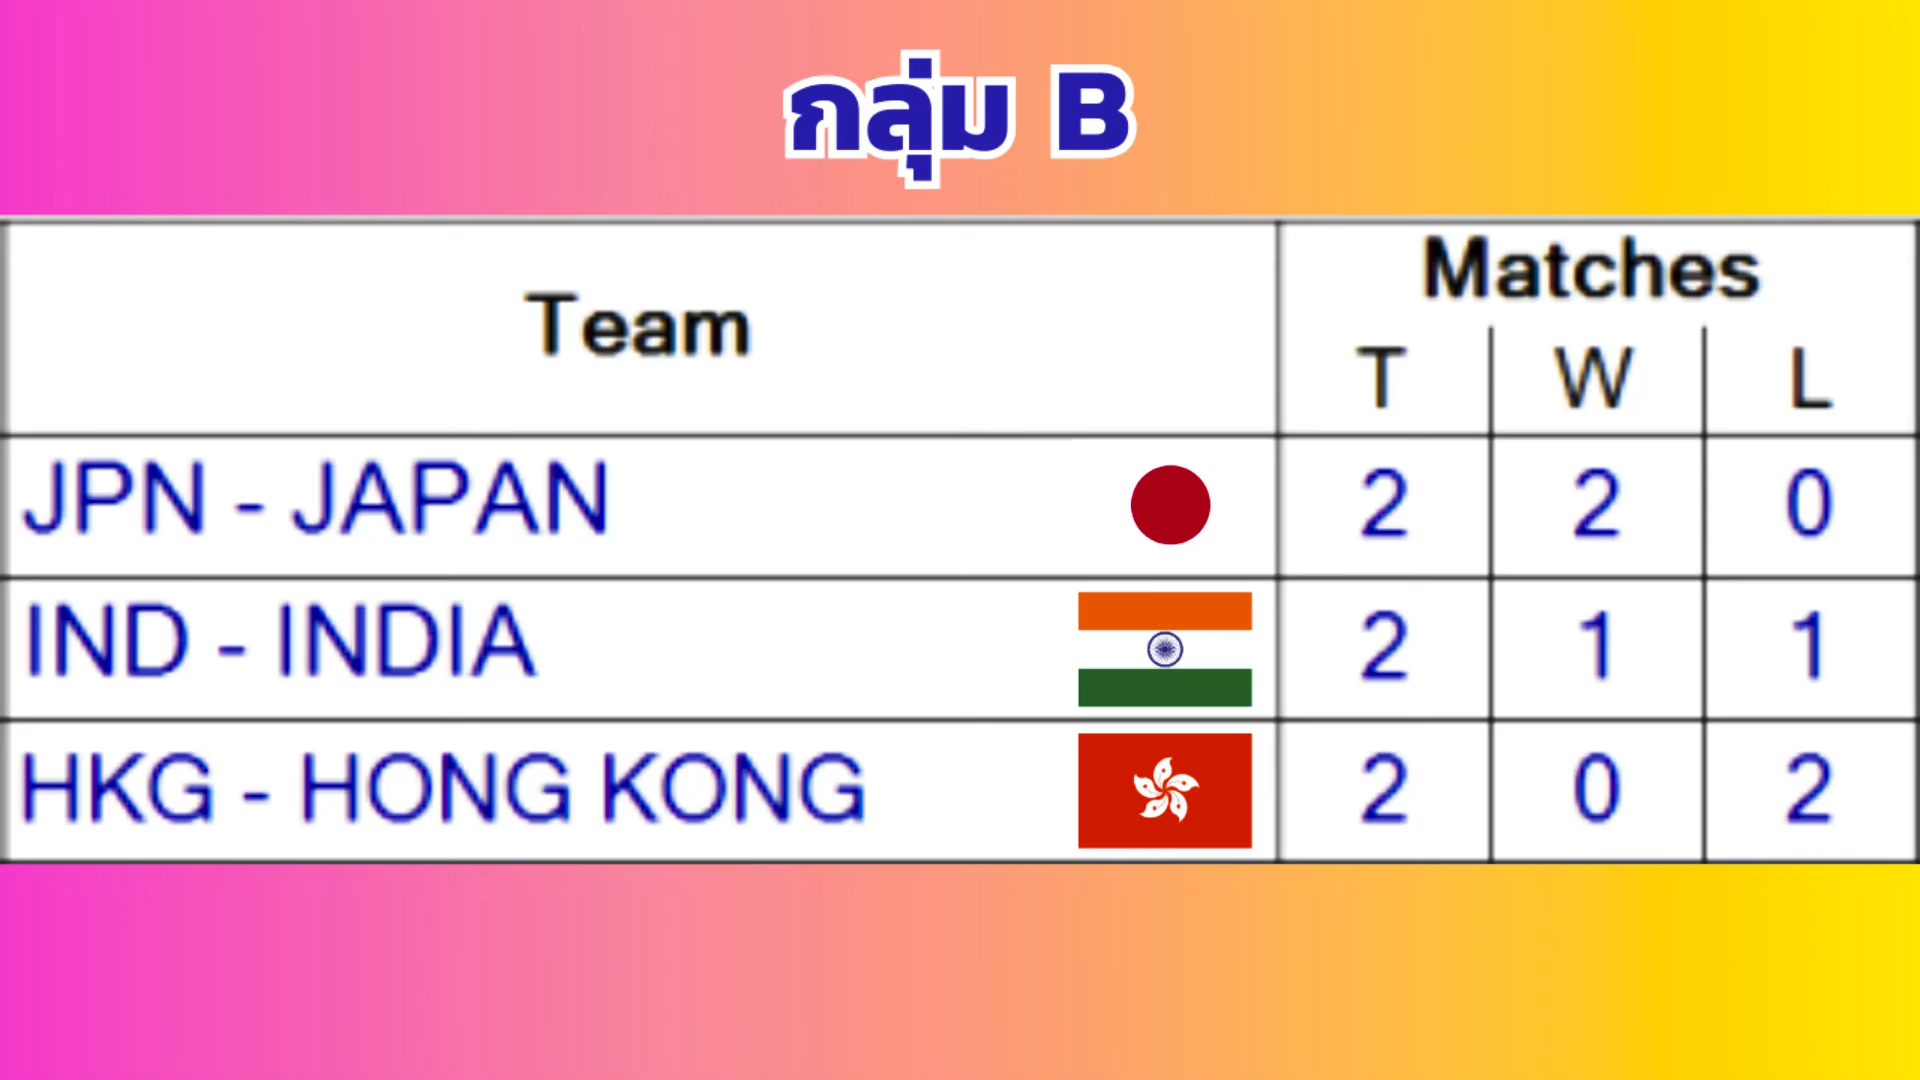 กลุ่ม B
Team Matches
T W L
JPN - JAPAN 2 2 0
IND - INDIA 2 1 1
HKG - HONG KONG 2 0 2